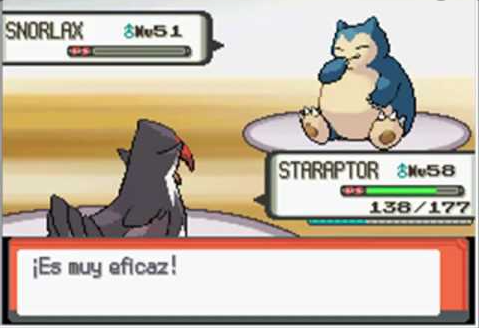 SNORLAX ♂Nv51
PS
STARAPTOR ♂Nv58
PS
138/177
¡Es muy eficaz!